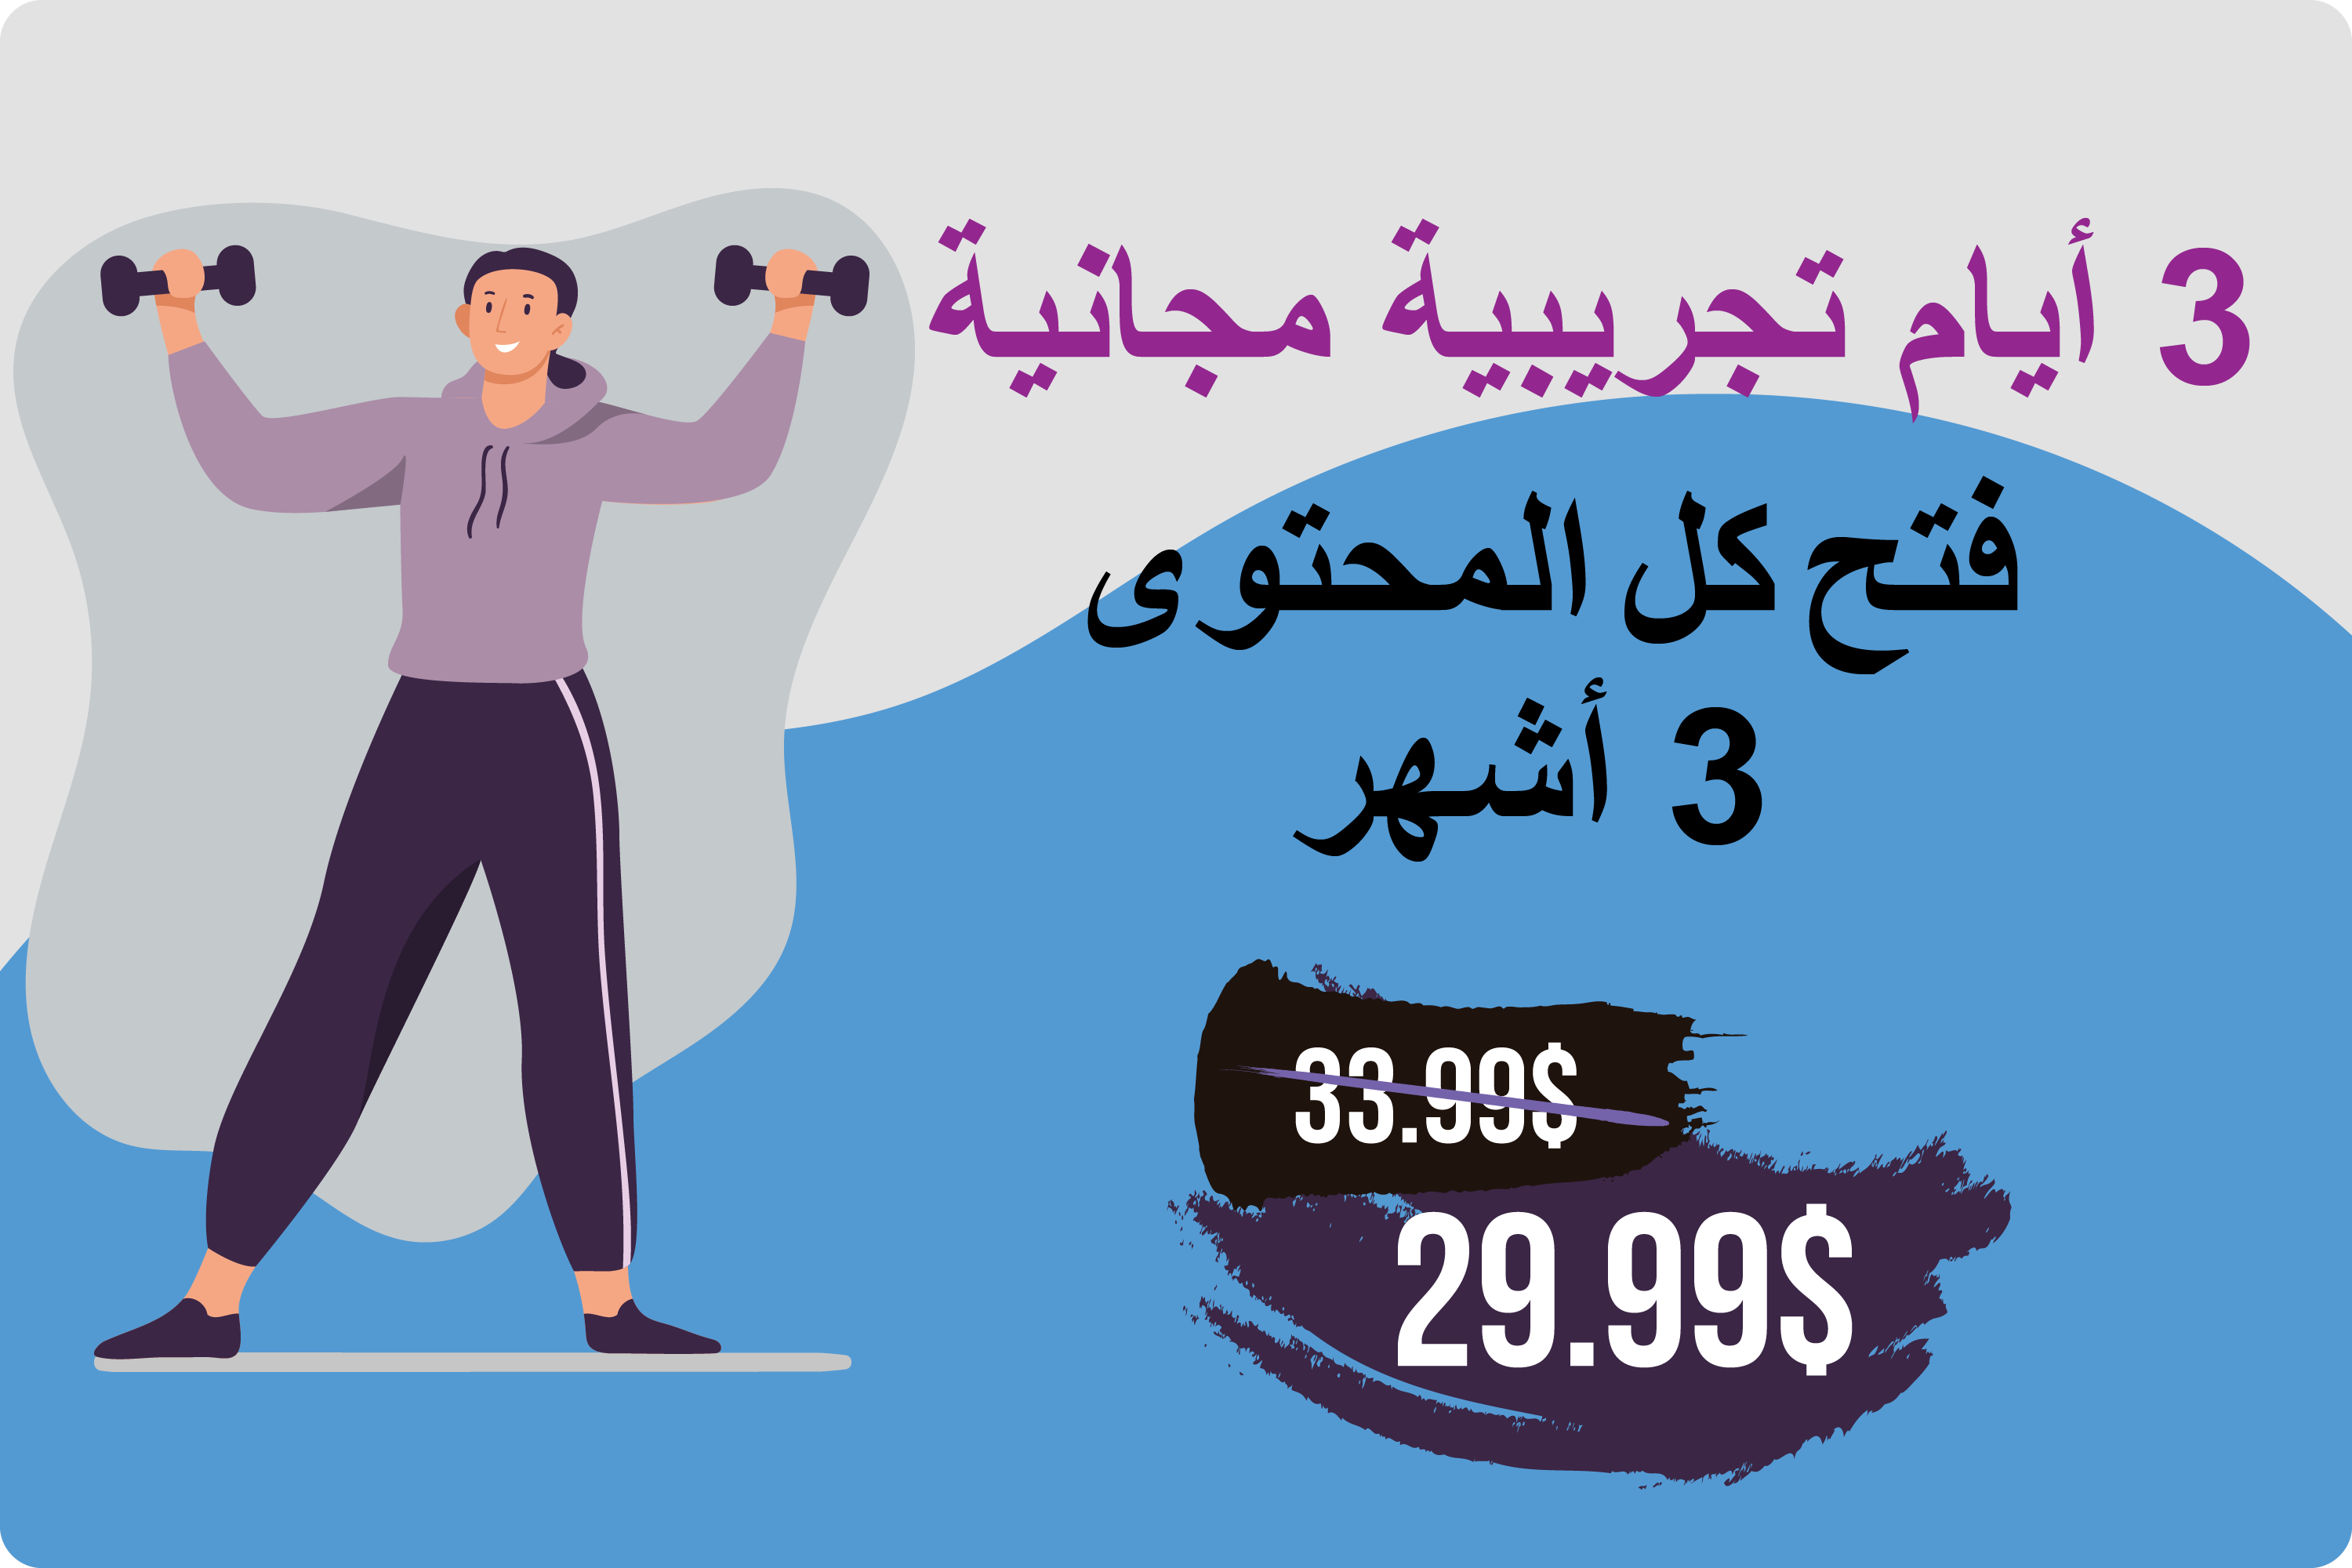 3 أيام تجريبية مجانية
فتح كل المحتوى
3 أشهر
33.99$
29.99$